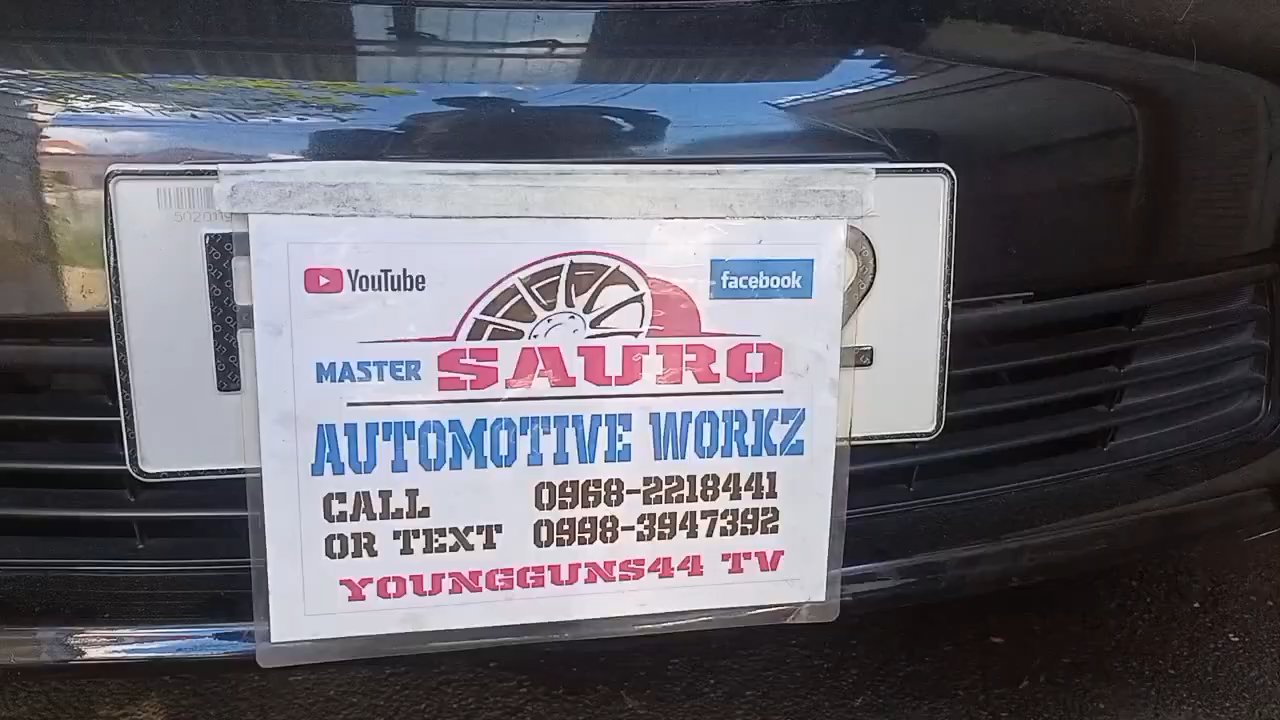 YouTube
facebook
MASTER SAURO
AUTOMOTIVE WORKZ
CALL 0968-2218441
OR TEXT 0998-3947392
YOUNGGUNS44 TV